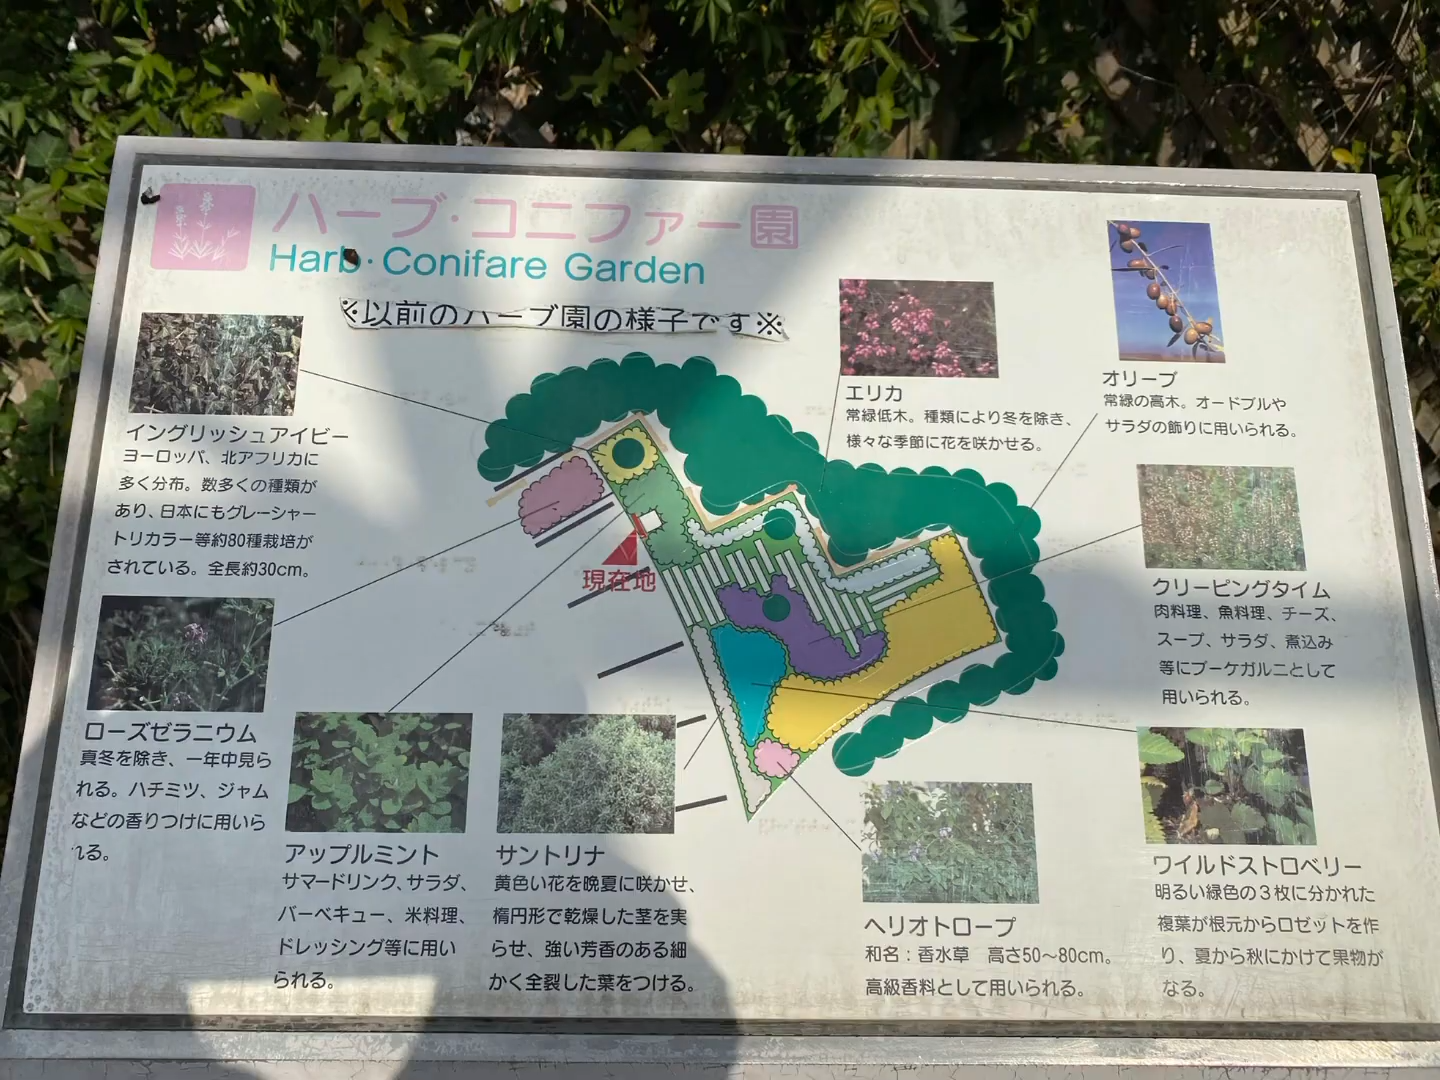 ハーブ・コニファー園
Harb・Conifare Garden
※以前のハーブ園の様子です※
イングリッシュアイビー
ヨーロッパ、北アフリカに
多く分布。数多くの種類が
あり、日本にもグレーシャー
トリカラー等約80種栽培が
されている。全長約30cm。
ローズゼラニウム
真冬を除き、一年中見ら
れる。ハチミツ、ジャム
などの香りつけに用いら
れる。
アップルミント
サマードリンク、サラダ、
バーベキュー、米料理、
ドレッシング等に用い
られる。
サントリナ
黄色い花を晩夏に咲かせ、
楕円形で乾燥した茎を実
らせ、強い芳香のある細
かく全裂した葉をつける。
現在地
エリカ
常緑低木。種類により冬を除き、
様々な季節に花を咲かせる。
オリーブ
常緑の高木。オードブルや
サラダの飾りに用いられる。
クリーピングタイム
肉料理、魚料理、チーズ、
スープ、サラダ、煮込み
等にブーケガルニとして
用いられる。
ヘリオトロープ
和名：香水草　高さ50〜80cm。
高級香料として用いられる。
ワイルドストロベリー
明るい緑色の３枚に分かれた
複葉が根元からロゼットを作
り、夏から秋にかけて果物が
なる。